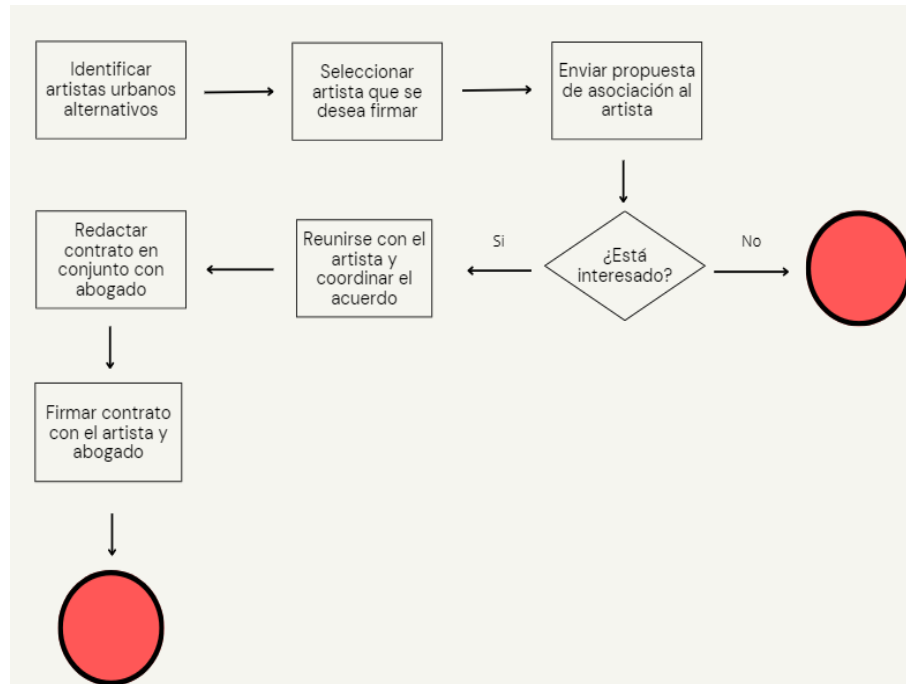 Identificar
artistas urbanos
alternativos
Seleccionar
artista que se
desea firmar
Enviar propuesta
de asociación al
artista
¿Está
interesado?
Si
No
Reunirse con el
artista y
coordinar el
acuerdo
Redactar
contrato en
conjunto con
abogado
Firmar contrato
con el artista y
abogado